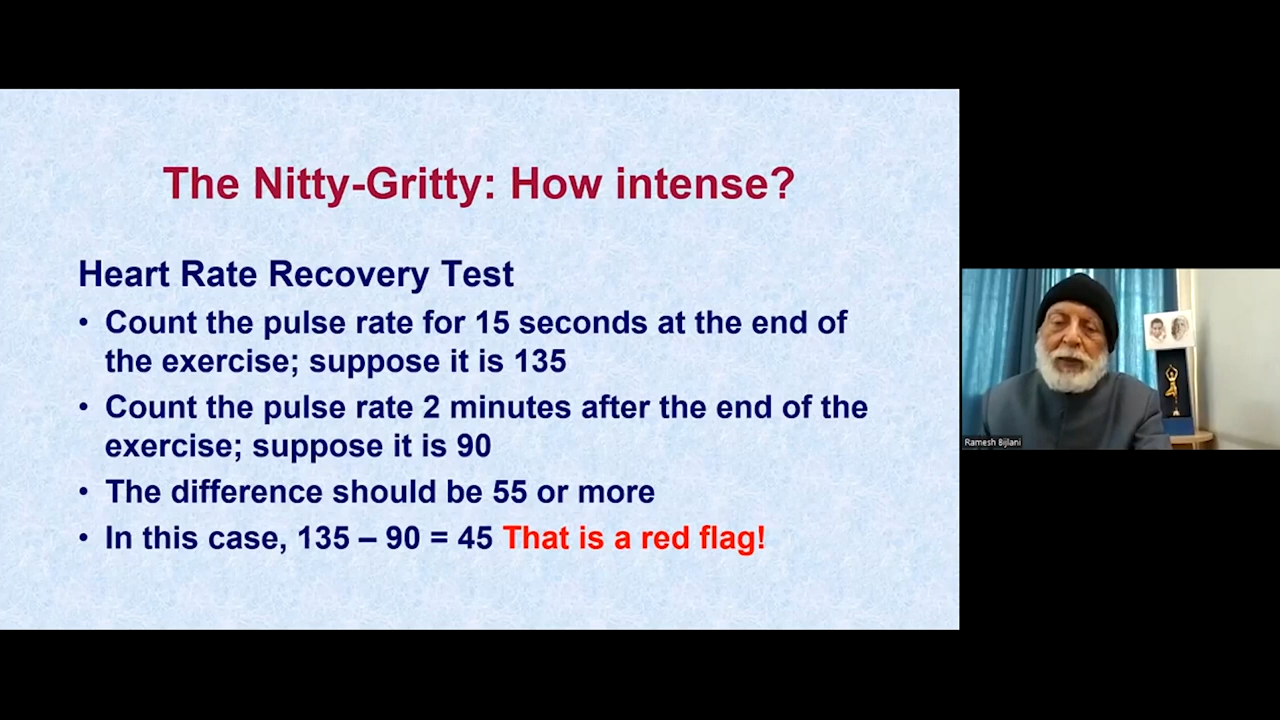 The Nitty-Gritty: How intense?
Heart Rate Recovery Test
• Count the pulse rate for 15 seconds at the end of
the exercise; suppose it is 135
• Count the pulse rate 2 minutes after the end of the
exercise; suppose it is 90
• The difference should be 55 or more
• In this case, 135 – 90 = 45 That is a red flag!
Ramesh Bijlani